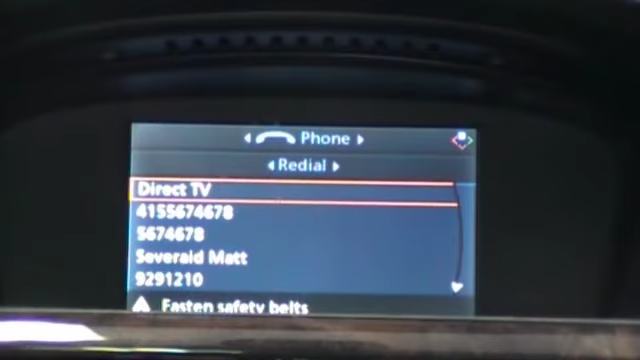 Phone
Redial
Direct TV
4155674678
5674678
Severaid Matt
9291210
Fasten safety belts